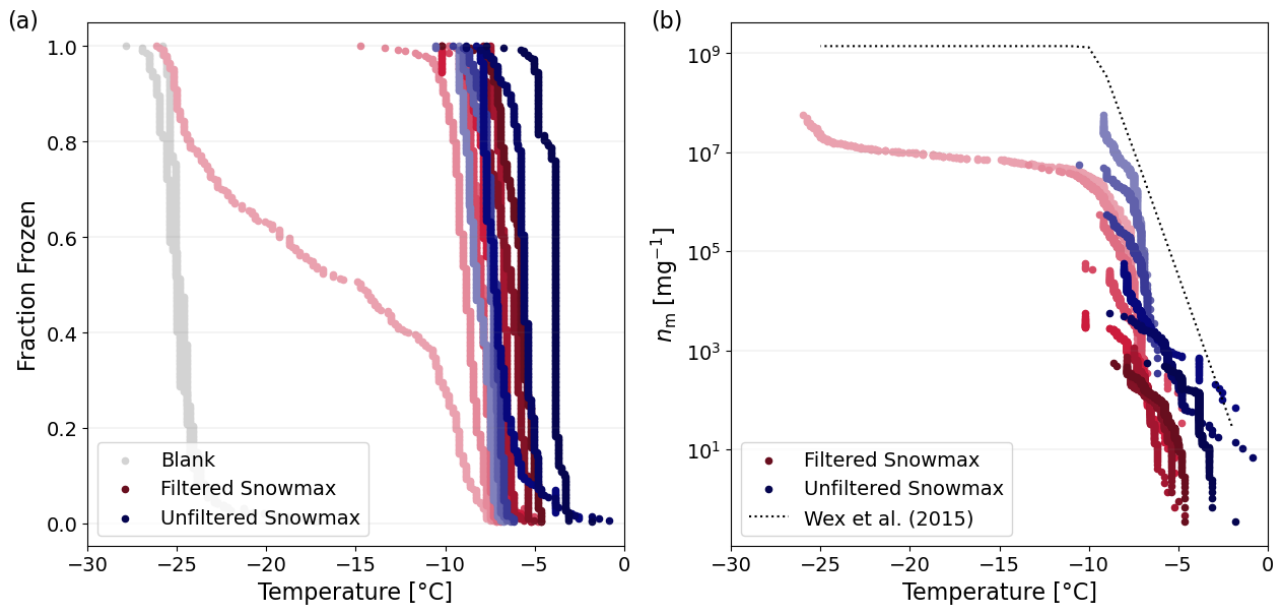 (a)
Fraction Frozen
1.0
0.8
0.6
0.4
0.2
0.0
Blank
Filtered Snowmax
Unfiltered Snowmax
−30 −25 −20 −15 −10 −5 0
Temperature [°C]
(b)
nₘ [mg⁻¹]
10⁹
10⁷
10⁵
10³
10¹
Filtered Snowmax
Unfiltered Snowmax
Wex et al. (2015)
−30 −25 −20 −15 −10 −5 0
Temperature [°C]